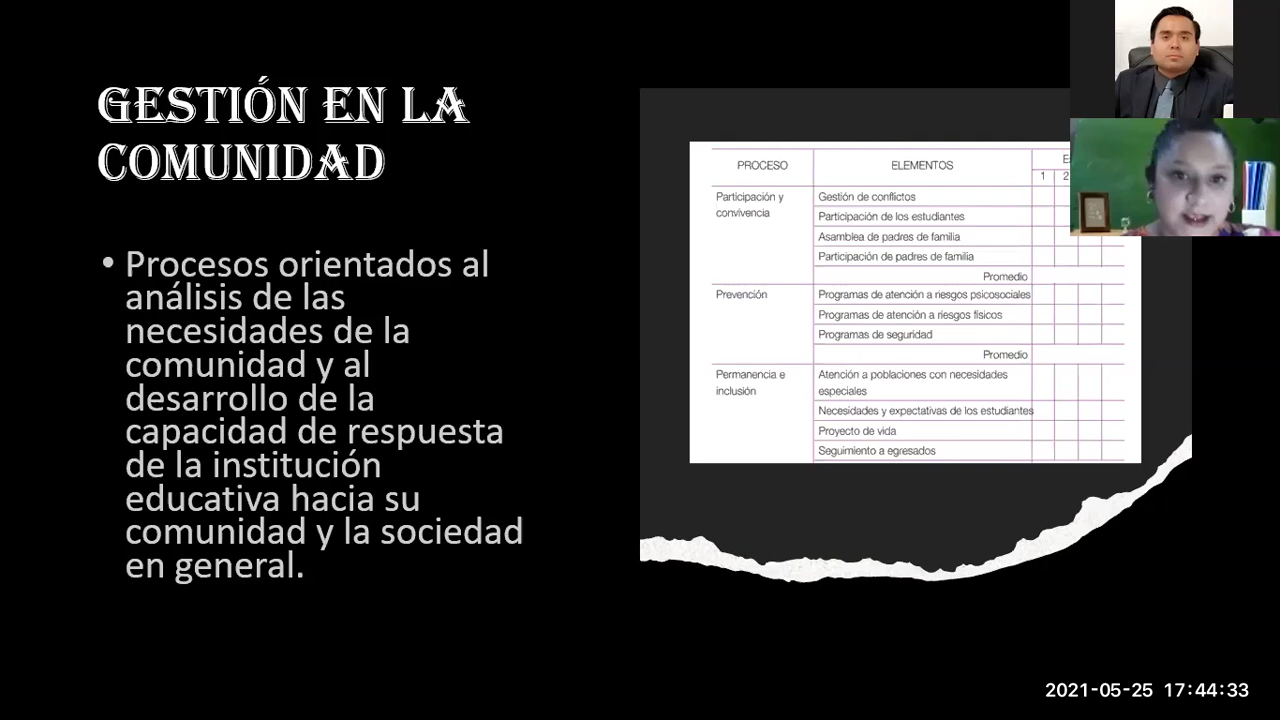 GESTIÓN EN LA
COMUNIDAD
• Procesos orientados al
análisis de las
necesidades de la
comunidad y al
desarrollo de la
capacidad de respuesta
de la institución
educativa hacia su
comunidad y la sociedad
en general.
PROCESO ELEMENTOS
1 2
Participación y
convivencia
Gestión de conflictos
Participación de los estudiantes
Asamblea de padres de familia
Participación de padres de familia
Promedio
Prevención
Programas de atención a riesgos psicosociales
Programas de atención a riesgos físicos
Programas de seguridad
Promedio
Permanencia e
inclusión
Atención a poblaciones con necesidades
especiales
Necesidades y expectativas de los estudiantes
Proyecto de vida
Seguimiento a egresados
2021-05-25 17:44:33